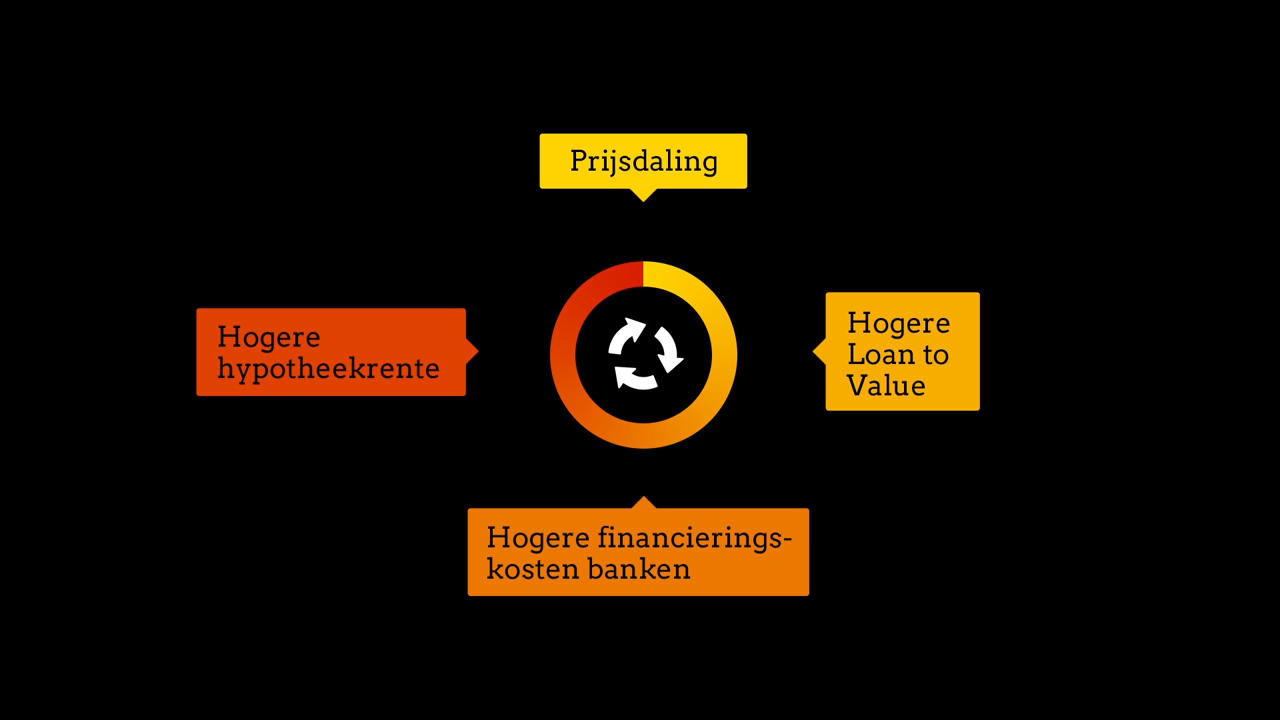 Prijsdaling
Hogere
Loan to
Value
Hogere financierings-
kosten banken
Hogere
hypotheekrente